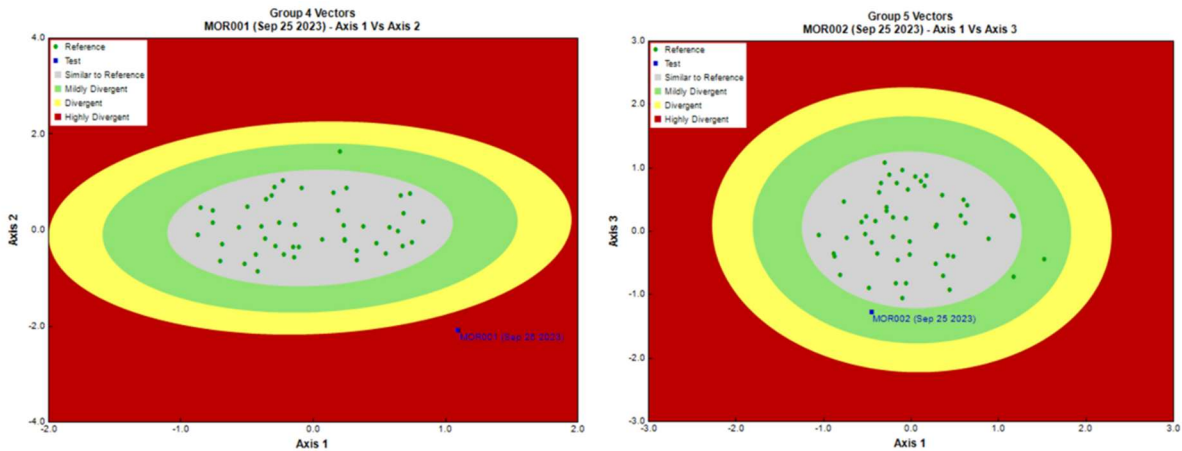 Group 4 Vectors
MOR001 (Sep 25 2023) - Axis 1 Vs Axis 2
4.0
2.0
0.0
-2.0
-4.0
Axis 2
Reference
Test
Similar to Reference
Mildly Divergent
Divergent
Highly Divergent
MOR001 (Sep 25 2023)
-2.0
-1.0
0.0
1.0
2.0
Axis 1
Group 5 Vectors
MOR002 (Sep 25 2023) - Axis 1 Vs Axis 3
3.0
2.0
1.0
0.0
-1.0
-2.0
-3.0
Axis 3
Reference
Test
Similar to Reference
Mildly Divergent
Divergent
Highly Divergent
MOR002 (Sep 25 2023)
-3.0
-2.0
-1.0
0.0
1.0
2.0
3.0
Axis 1